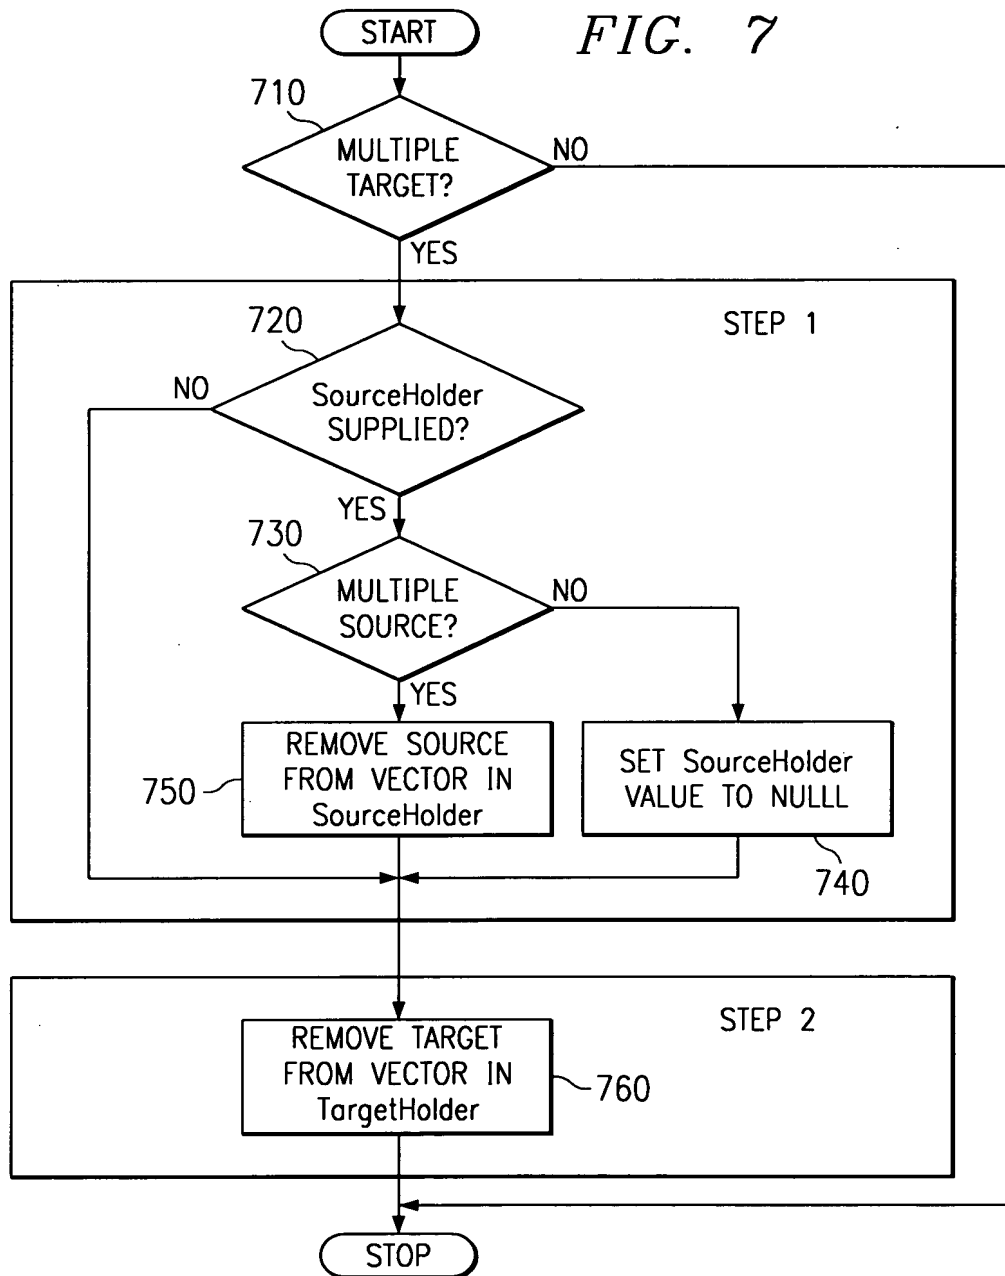 START
FIG. 7
710
MULTIPLE
TARGET?
NO
YES
STEP 1
720
NO
SourceHolder
SUPPLIED?
YES
730
MULTIPLE
SOURCE?
NO
YES
REMOVE SOURCE
FROM VECTOR IN
SourceHolder
750
SET SourceHolder
VALUE TO NULLL
740
STEP 2
REMOVE TARGET
FROM VECTOR IN
TargetHolder
760
STOP